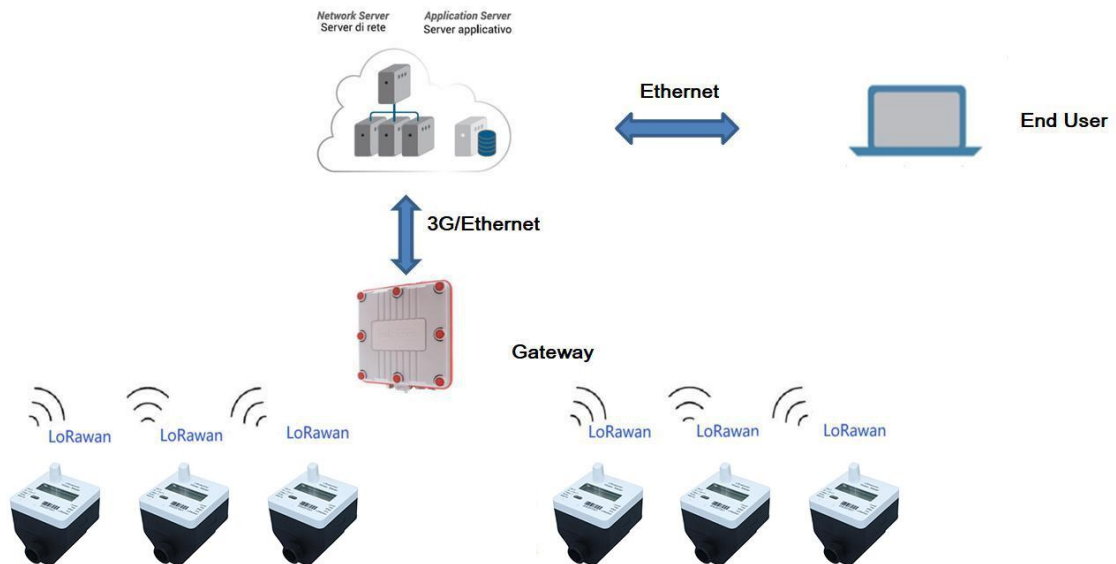 Network Server
Server di rete
Application Server
Server applicativo
Ethernet
End User
3G/Ethernet
Gateway
LoRawan
LoRawan
LoRawan
LoRawan
LoRawan
LoRawan